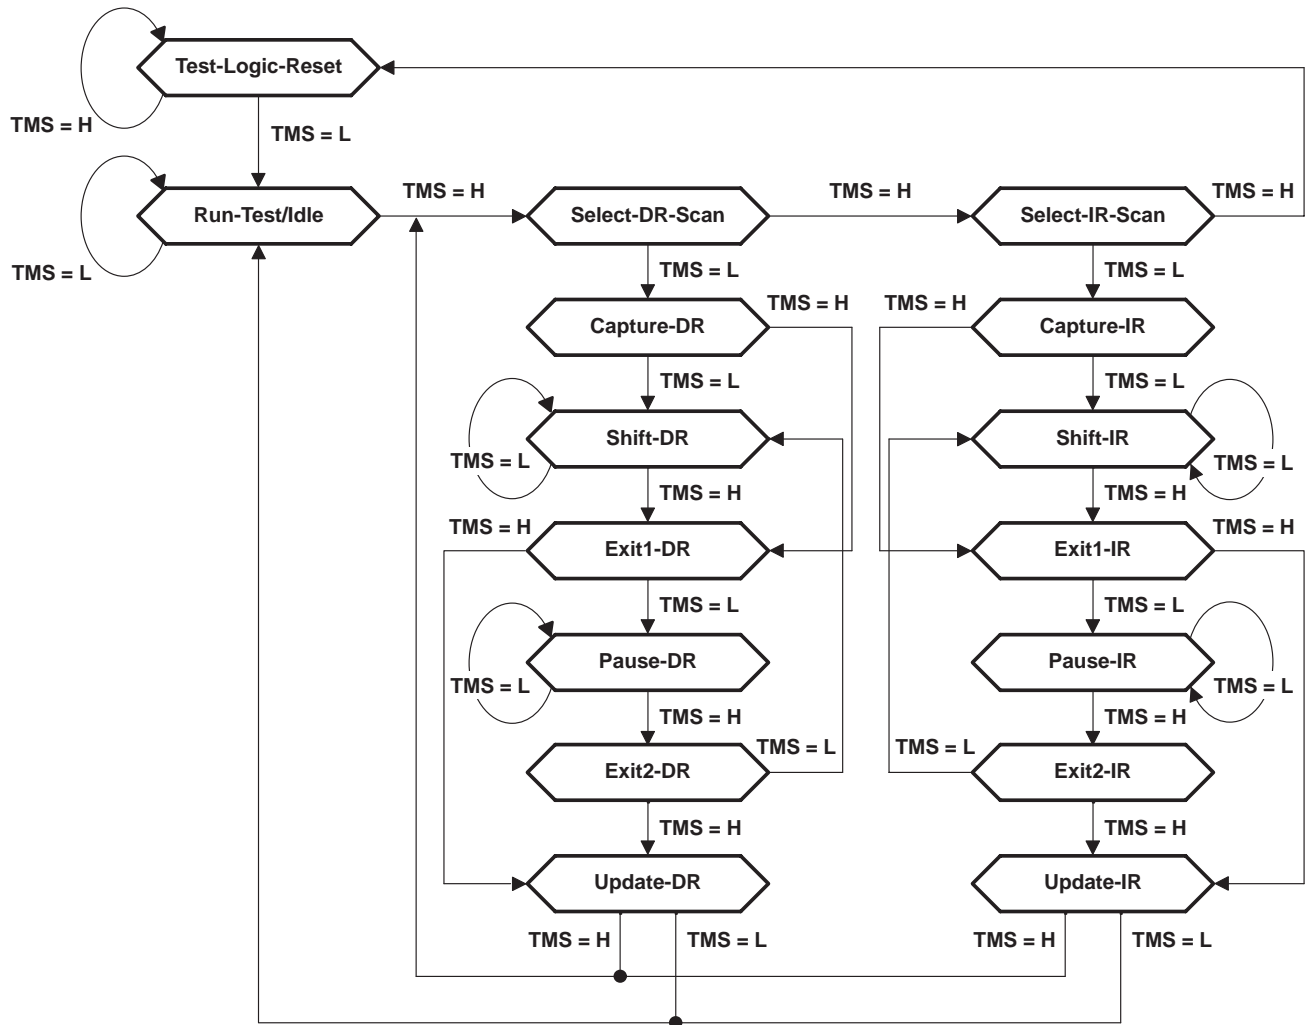 Test-Logic-Reset
TMS = H
TMS = L
TMS = H
TMS = H
TMS = H
Run-Test/Idle
Select-DR-Scan
Select-IR-Scan
TMS = L
TMS = L
TMS = L
TMS = H
TMS = H
Capture-DR
Capture-IR
TMS = L
TMS = L
Shift-DR
Shift-IR
TMS = L
TMS = L
TMS = H
TMS = H
TMS = H
TMS = H
Exit1-DR
Exit1-IR
TMS = L
TMS = L
Pause-DR
Pause-IR
TMS = L
TMS = L
TMS = H
TMS = H
TMS = L
TMS = L
Exit2-DR
Exit2-IR
TMS = H
TMS = H
Update-DR
Update-IR
TMS = H
TMS = L
TMS = H
TMS = L